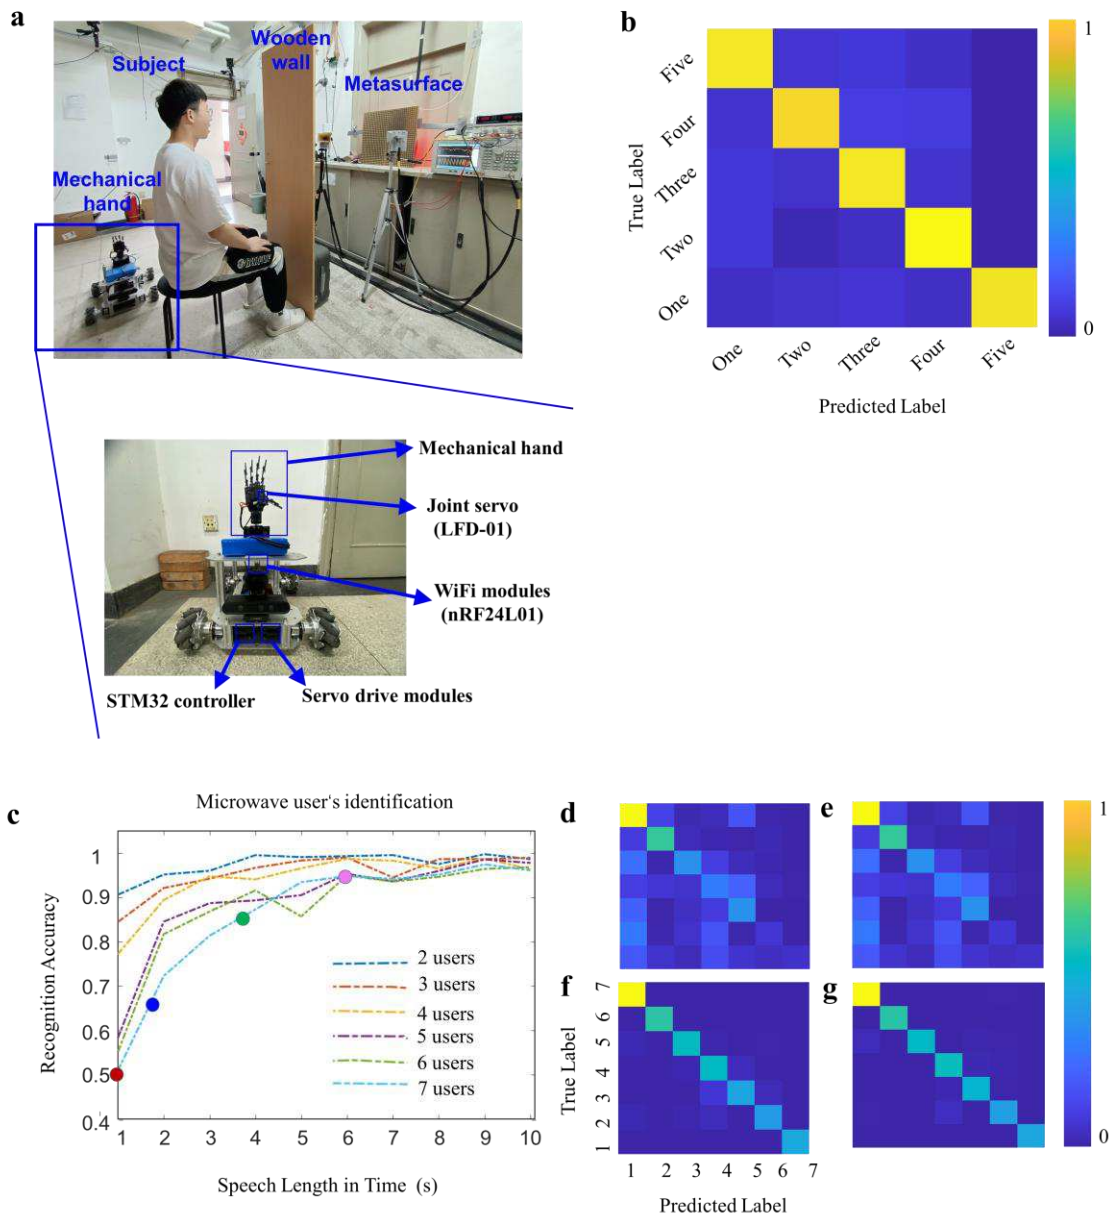 a
Subject
Wooden
wall
Metasurface
Mechanical
hand
Mechanical hand
Joint servo
(LFD-01)
WiFi modules
(nRF24L01)
STM32 controller
Servo drive modules
b
True Label
Five
Four
Three
Two
One
One
Two
Three
Four
Five
Predicted Label
1
0
c
Microwave user's identification
Recognition Accuracy
1
0.9
0.8
0.7
0.6
0.5
0.4
2 users
3 users
4 users
5 users
6 users
7 users
1 2 3 4 5 6 7 8 9 10
Speech Length in Time (s)
d
e
f
g
True Label
7
6
5
4
3
2
1
1 2 3 4 5 6 7
Predicted Label
1
0